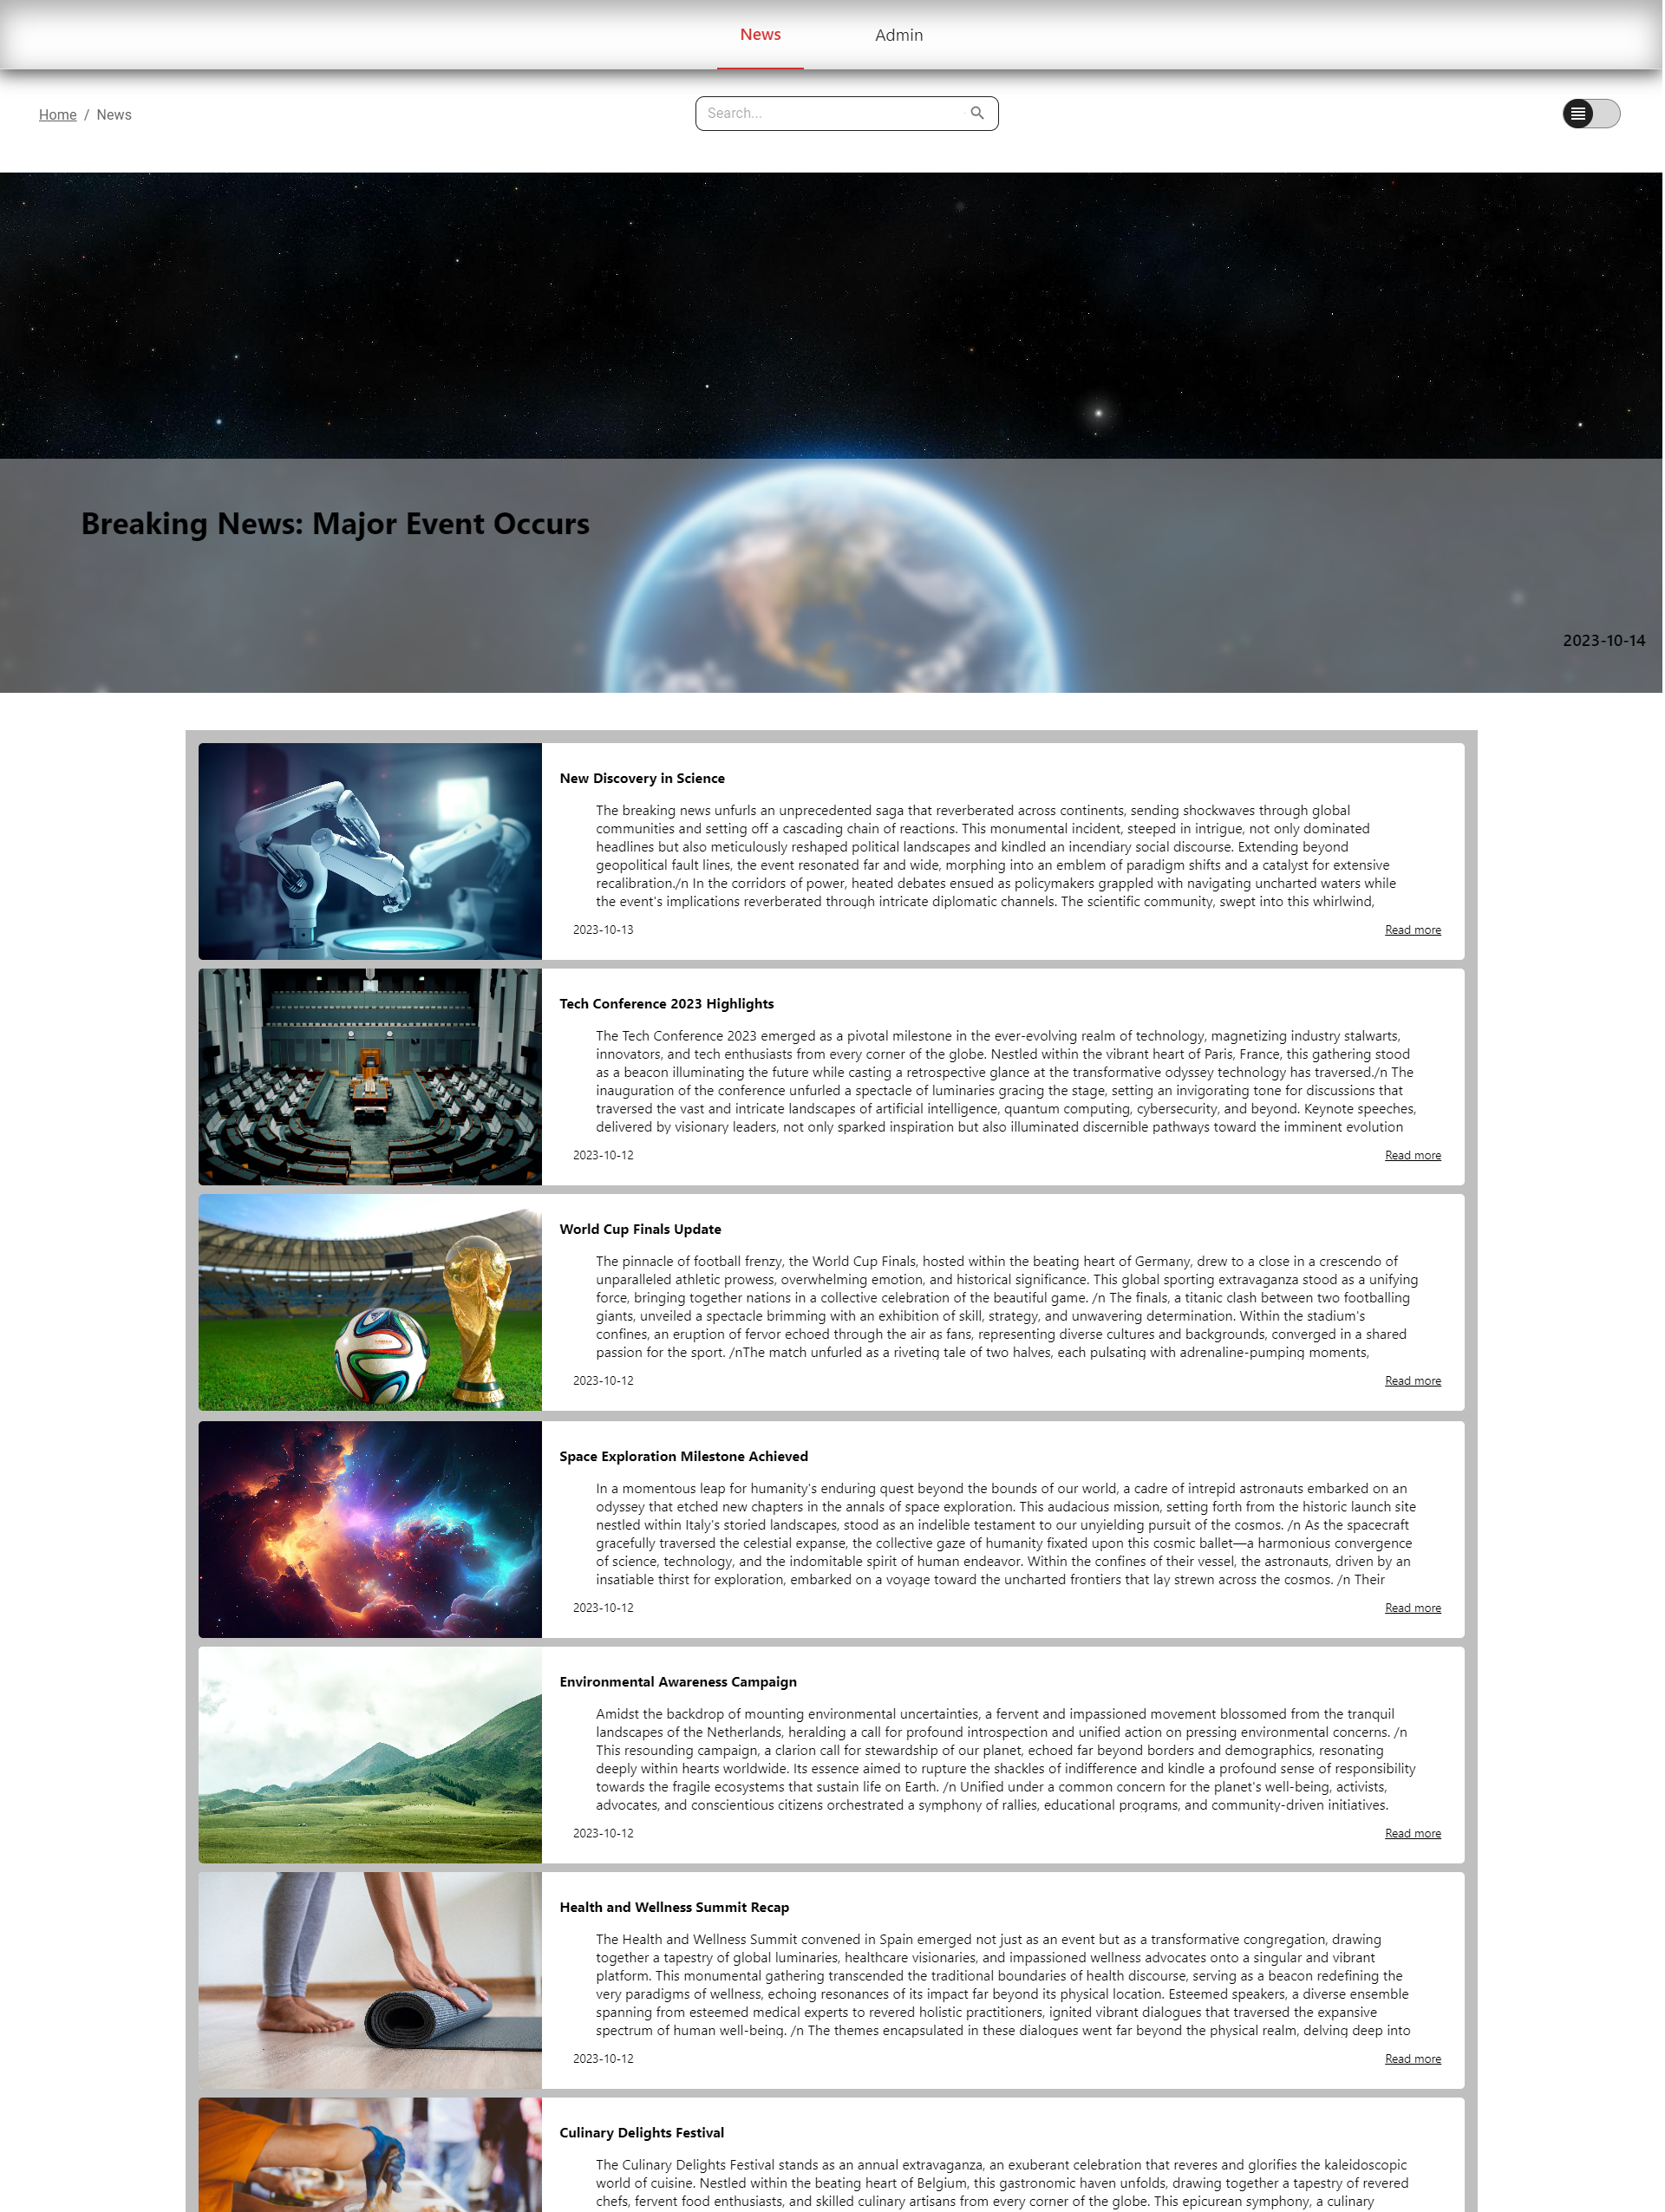 News
Admin
Home / News
Search...
Breaking News: Major Event Occurs
2023-10-14
New Discovery in Science
The breaking news unfurls an unprecedented saga that reverberated across continents, sending shockwaves through global
communities and setting off a cascading chain of reactions. This monumental incident, steeped in intrigue, not only dominated
headlines but also meticulously reshaped political landscapes and kindled an incendiary social discourse. Extending beyond
geopolitical fault lines, the event resonated far and wide, morphing into an emblem of paradigm shifts and a catalyst for extensive
recalibration./n In the corridors of power, heated debates ensued as policymakers grappled with navigating uncharted waters while
the event's implications reverberated through intricate diplomatic channels. The scientific community, swept into this whirlwind,
2023-10-13
Read more
Tech Conference 2023 Highlights
The Tech Conference 2023 emerged as a pivotal milestone in the ever-evolving realm of technology, magnetizing industry stalwarts,
innovators, and tech enthusiasts from every corner of the globe. Nestled within the vibrant heart of Paris, France, this gathering stood
as a beacon illuminating the future while casting a retrospective glance at the transformative odyssey technology has traversed./n The
inauguration of the conference unfurled a spectacle of luminaries gracing the stage, setting an invigorating tone for discussions that
traversed the vast and intricate landscapes of artificial intelligence, quantum computing, cybersecurity, and beyond. Keynote speeches,
delivered by visionary leaders, not only sparked inspiration but also illuminated discernible pathways toward the imminent evolution
2023-10-12
Read more
World Cup Finals Update
The pinnacle of football frenzy, the World Cup Finals, hosted within the beating heart of Germany, drew to a close in a crescendo of
unparalleled athletic prowess, overwhelming emotion, and historical significance. This global sporting extravaganza stood as a unifying
force, bringing together nations in a collective celebration of the beautiful game. /n The finals, a titanic clash between two footballing
giants, unveiled a spectacle brimming with an exhibition of skill, strategy, and unwavering determination. Within the stadium's
confines, an eruption of fervor echoed through the air as fans, representing diverse cultures and backgrounds, converged in a shared
passion for the sport. /nThe match unfurled as a riveting tale of two halves, each pulsating with adrenaline-pumping moments,
2023-10-12
Read more
Space Exploration Milestone Achieved
In a momentous leap for humanity's enduring quest beyond the bounds of our world, a cadre of intrepid astronauts embarked on an
odyssey that etched new chapters in the annals of space exploration. This audacious mission, setting forth from the historic launch site
nestled within Italy's storied landscapes, stood as an indelible testament to our unyielding pursuit of the cosmos. /n As the spacecraft
gracefully traversed the celestial expanse, the collective gaze of humanity fixated upon this cosmic ballet—a harmonious convergence
of science, technology, and the indomitable spirit of human endeavor. Within the confines of their vessel, the astronauts, driven by an
insatiable thirst for exploration, embarked on a voyage toward the uncharted frontiers that lay strewn across the cosmos. /n Their
2023-10-12
Read more
Environmental Awareness Campaign
Amidst the backdrop of mounting environmental uncertainties, a fervent and impassioned movement blossomed from the tranquil
landscapes of the Netherlands, heralding a call for profound introspection and unified action on pressing environmental concerns. /n
This resounding campaign, a clarion call for stewardship of our planet, echoed far beyond borders and demographics, resonating
deeply within hearts worldwide. Its essence aimed to rupture the shackles of indifference and kindle a profound sense of responsibility
towards the fragile ecosystems that sustain life on Earth. /n Unified under a common concern for the planet's well-being, activists,
advocates, and conscientious citizens orchestrated a symphony of rallies, educational programs, and community-driven initiatives.
2023-10-12
Read more
Health and Wellness Summit Recap
The Health and Wellness Summit convened in Spain emerged not just as an event but as a transformative congregation, drawing
together a tapestry of global luminaries, healthcare visionaries, and impassioned wellness advocates onto a singular and vibrant
platform. This monumental gathering transcended the traditional boundaries of health discourse, serving as a beacon redefining the
very paradigms of wellness, echoing resonances of its impact far beyond its physical location. Esteemed speakers, a diverse ensemble
spanning from esteemed medical experts to revered holistic practitioners, ignited vibrant dialogues that traversed the expansive
spectrum of human well-being. /n The themes encapsulated in these dialogues went far beyond the physical realm, delving deep into
2023-10-12
Read more
Culinary Delights Festival
The Culinary Delights Festival stands as an annual extravaganza, an exuberant celebration that reveres and glorifies the kaleidoscopic
world of cuisine. Nestled within the beating heart of Belgium, this gastronomic haven unfolds, drawing together a tapestry of revered
chefs, fervent food enthusiasts, and skilled culinary artisans from every corner of the globe. This epicurean symphony, a culinary